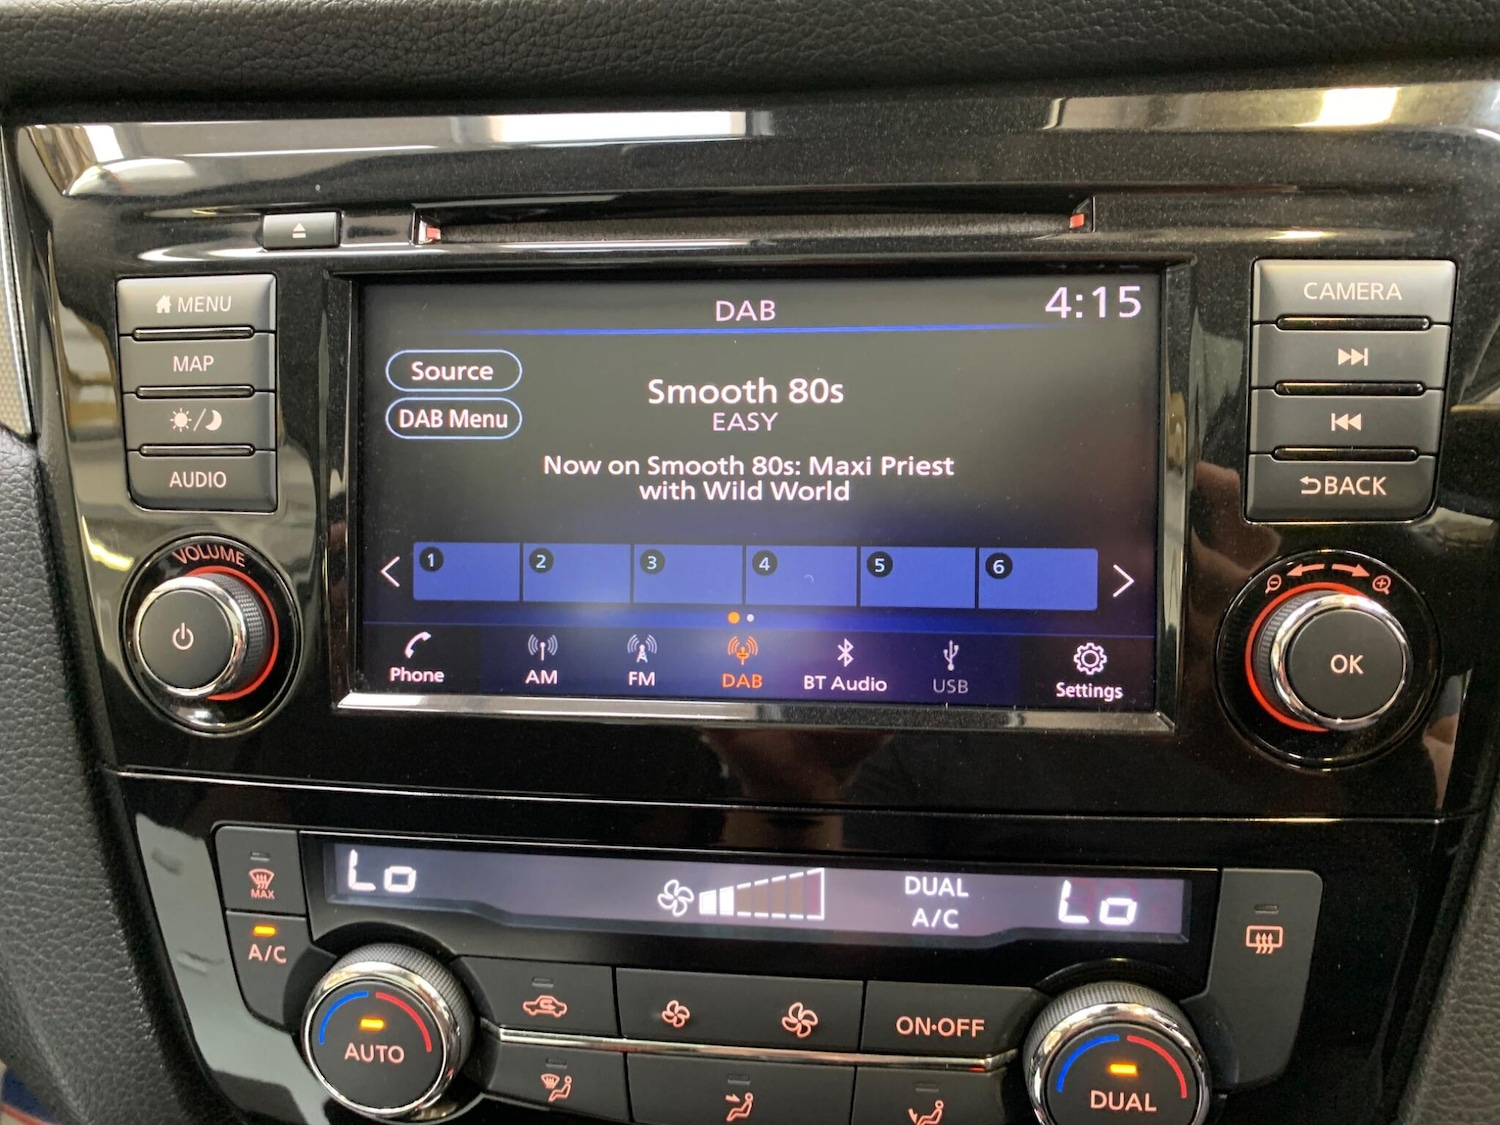 MENU
MAP
AUDIO
VOLUME
DAB
4:15
Source
DAB Menu
Smooth 80s
EASY
Now on Smooth 80s: Maxi Priest
with Wild World
1 2 3 4 5 6
Phone AM FM DAB BT Audio USB Settings
CAMERA
BACK
OK
Lo
DUAL
A/C
Lo
MAX
A/C
AUTO
ON•OFF
DUAL